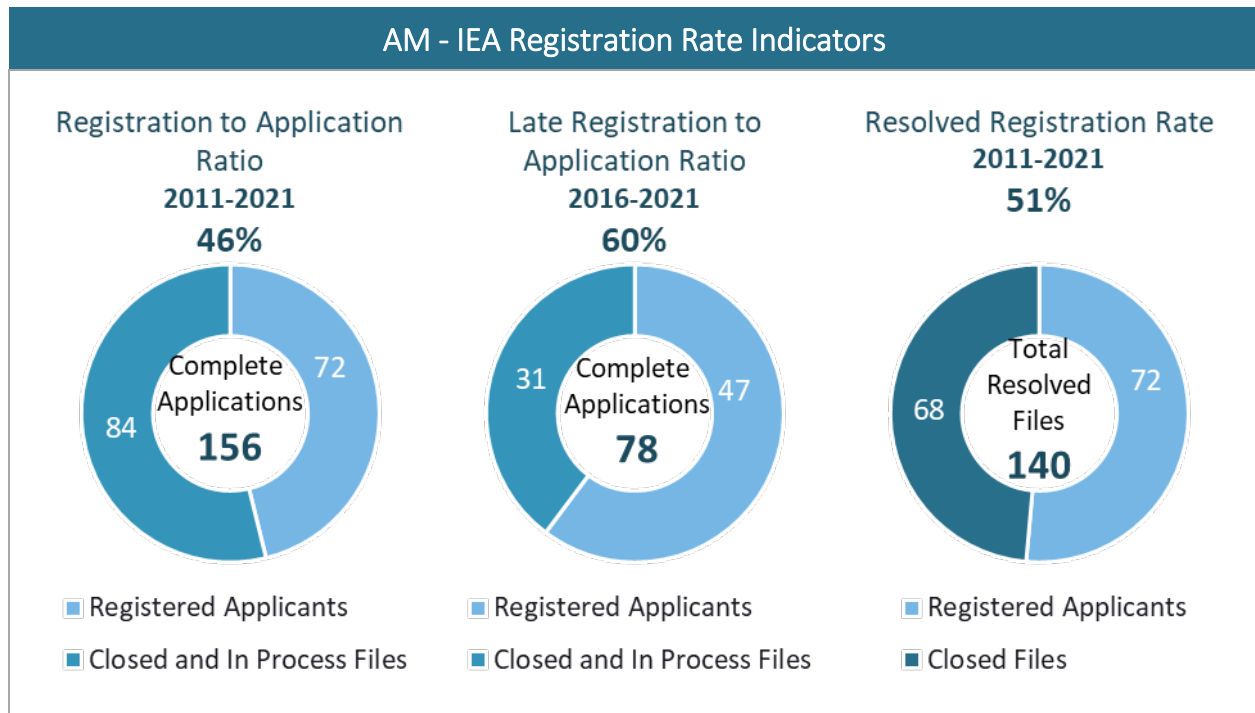 AM - IEA Registration Rate Indicators
Registration to Application
Ratio
2011-2021
46%
72
84
Complete
Applications
156
Registered Applicants
Closed and In Process Files
Late Registration to
Application Ratio
2016-2021
60%
31
47
Complete
Applications
78
Registered Applicants
Closed and In Process Files
Resolved Registration Rate
2011-2021
51%
68
72
Total
Resolved
Files
140
Registered Applicants
Closed Files